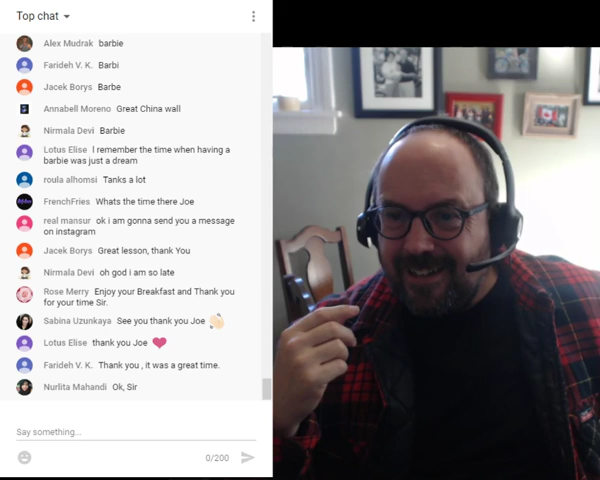 Top chat
Alex Mudrak barbie
Farideh V. K. Barbi
Jacek Borys Barbe
Annabell Moreno Great China wall
Nirmala Devi Barbie
Lotus Elise I remember the time when having a
barbie was just a dream
roula alhomsi Tanks a lot
FrenchFries Whats the time there Joe
real mansur ok i am gonna send you a message
on instagram
Jacek Borys Great lesson, thank You
Nirmala Devi oh god i am so late
Rose Merry Enjoy your Breakfast and Thank you
for your time Sir.
Sabina Uzunkaya See you thank you Joe
Lotus Elise thank you Joe
Farideh V. K. Thank you , it was a great time.
Nurlita Mahandi Ok, Sir
Say something...
0/200